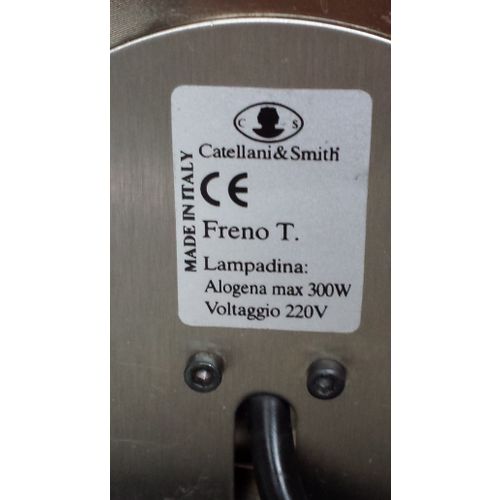 C S
Catellani&Smith
MADE IN ITALY
CE
Freno T.
Lampadina:
Alogena max 300W
Voltaggio 220V